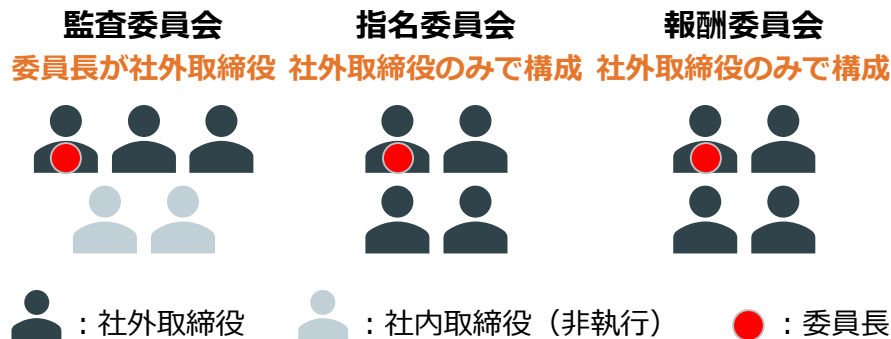 監査委員会 指名委員会 報酬委員会
委員長が社外取締役 社外取締役のみで構成 社外取締役のみで構成
：社外取締役 ：社内取締役（非執行） ：委員長